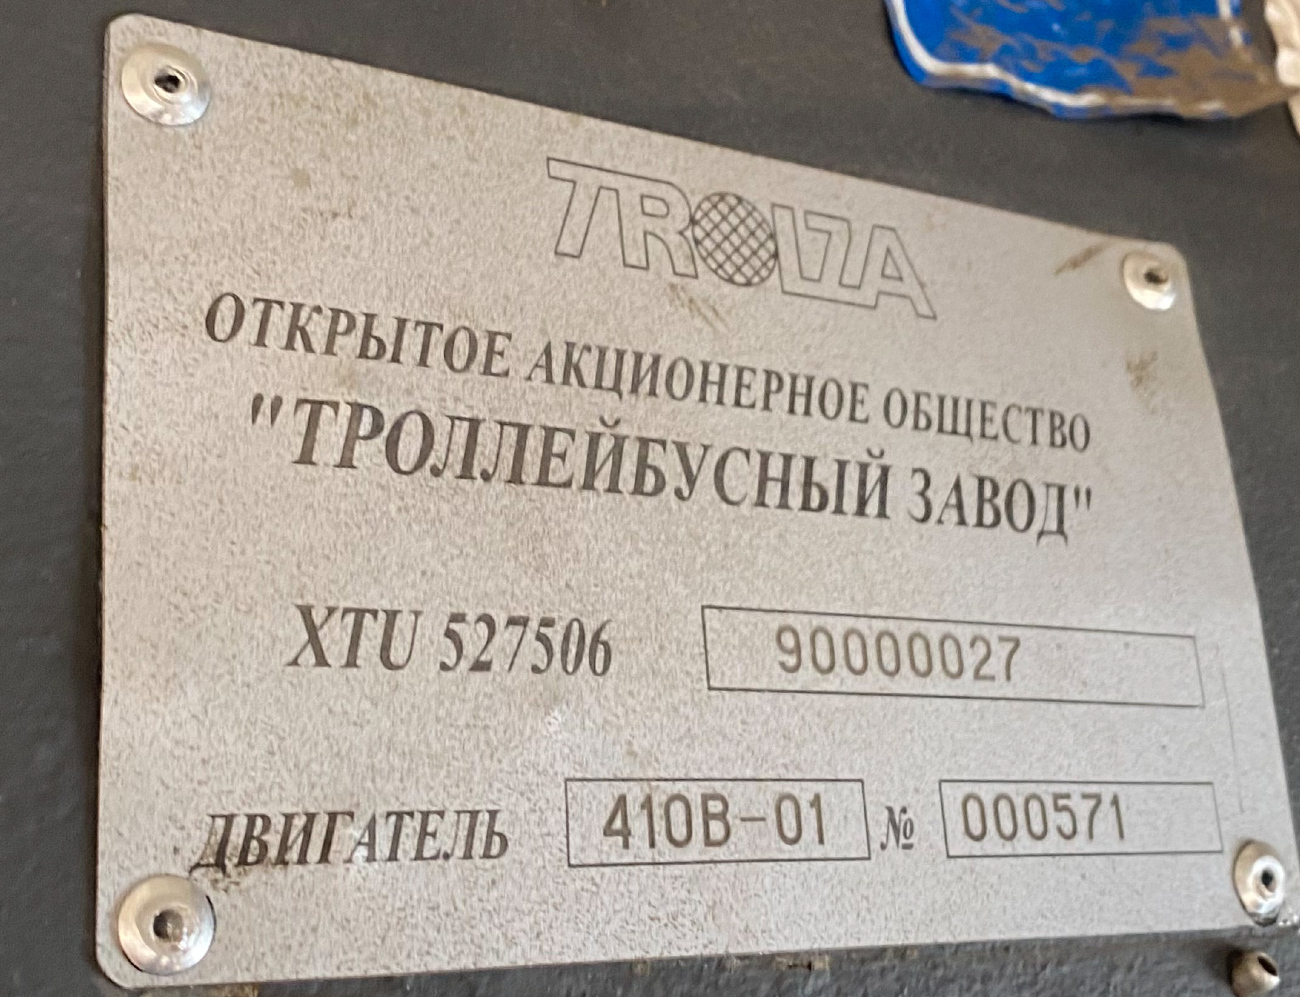 TROLZA
ОТКРЫТОЕ АКЦИОНЕРНОЕ ОБЩЕСТВО
"ТРОЛЛЕЙБУСНЫЙ ЗАВОД"
XTU 527506 90000027
ДВИГАТЕЛЬ 410В-01 № 000571